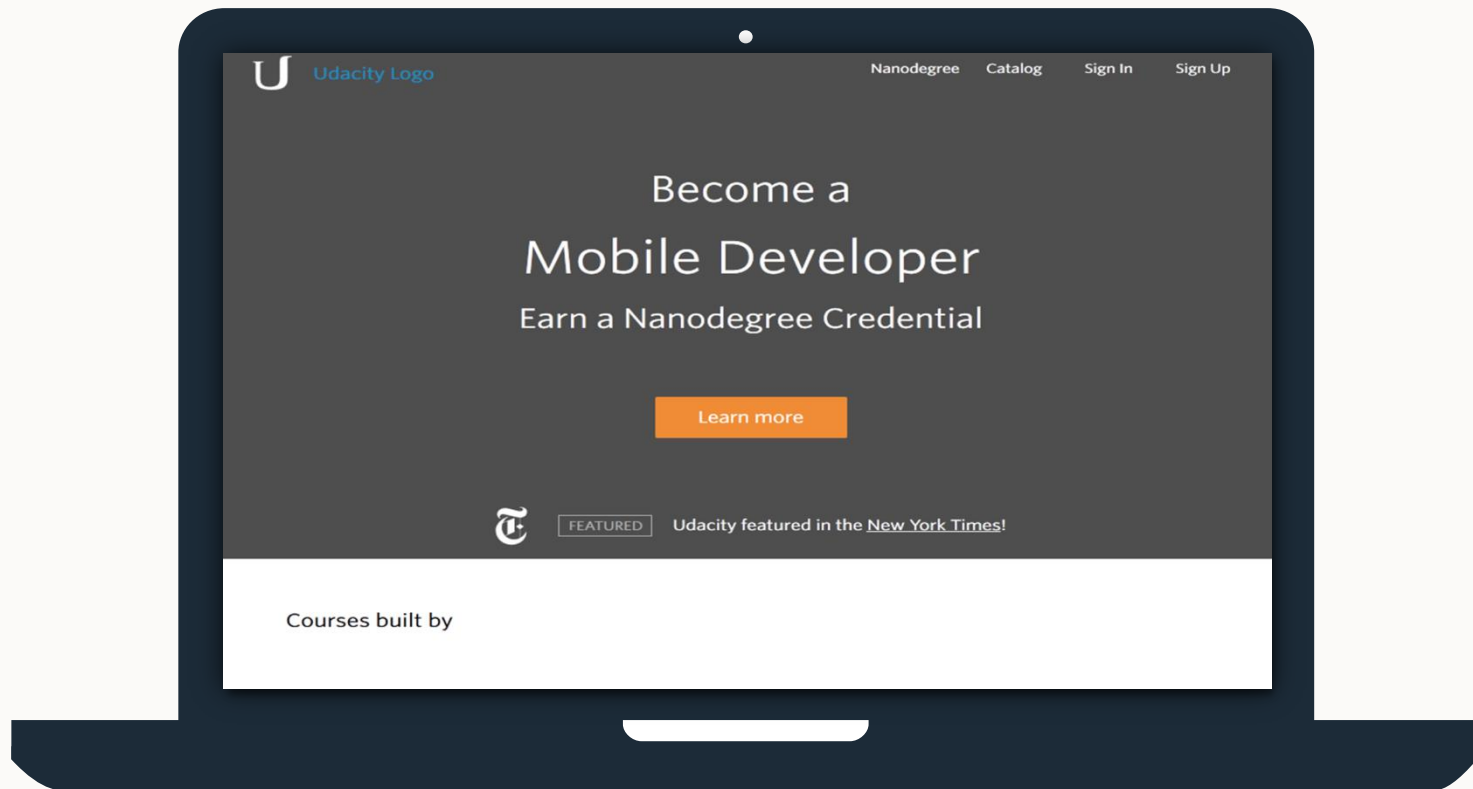 U Udacity Logo Nanodegree Catalog Sign In Sign Up
Become a
Mobile Developer
Earn a Nanodegree Credential
Learn more
T FEATURED Udacity featured in the New York Times!
Courses built by